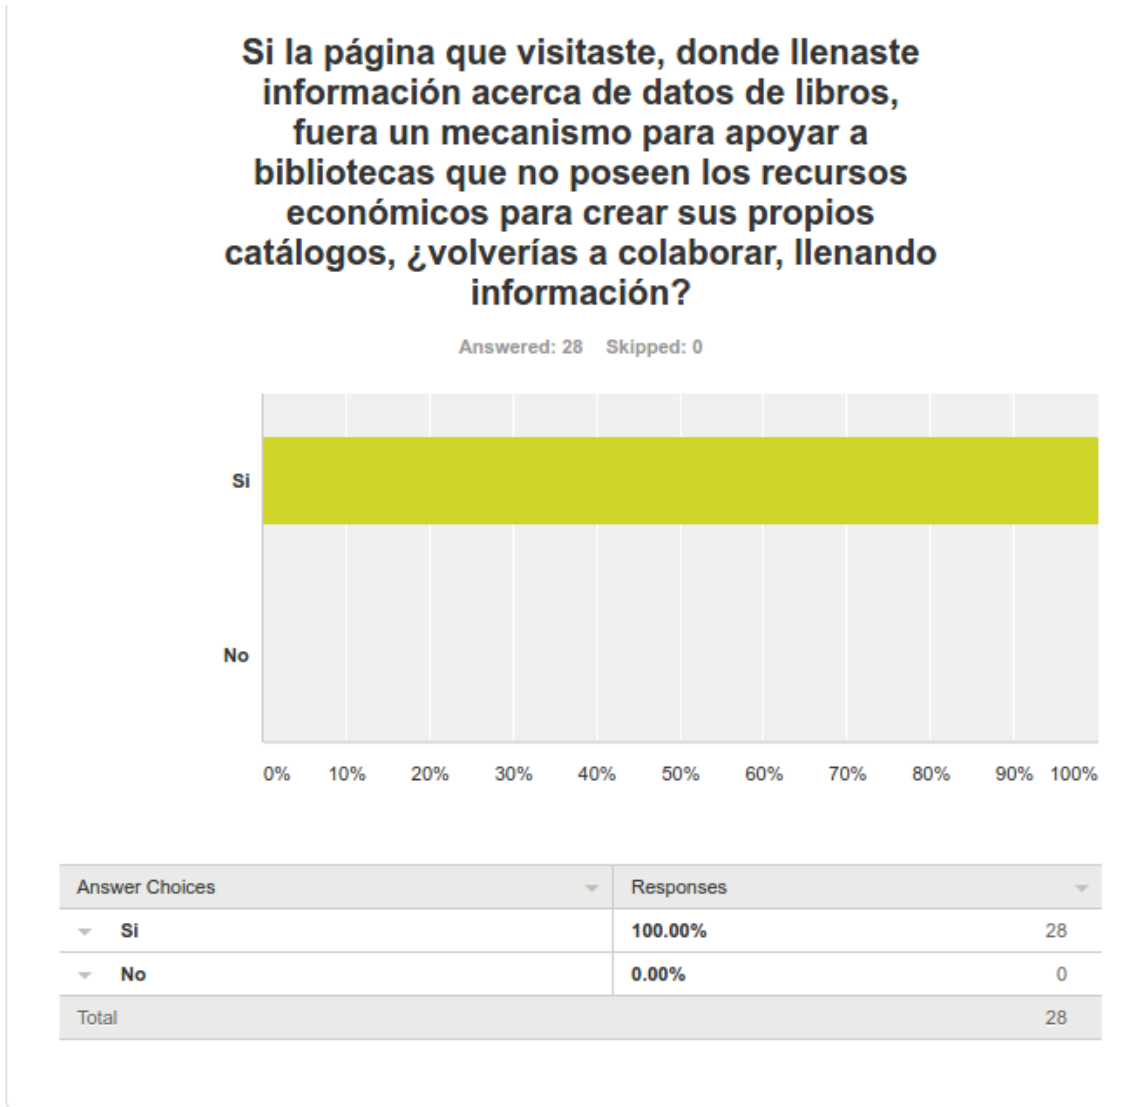 Si la página que visitaste, donde llenaste
información acerca de datos de libros,
fuera un mecanismo para apoyar a
bibliotecas que no poseen los recursos
económicos para crear sus propios
catálogos, ¿volverías a colaborar, llenando
información?
Answered: 28 Skipped: 0
Si
No
0% 10% 20% 30% 40% 50% 60% 70% 80% 90% 100%
Answer Choices Responses
Si 100.00% 28
No 0.00% 0
Total 28